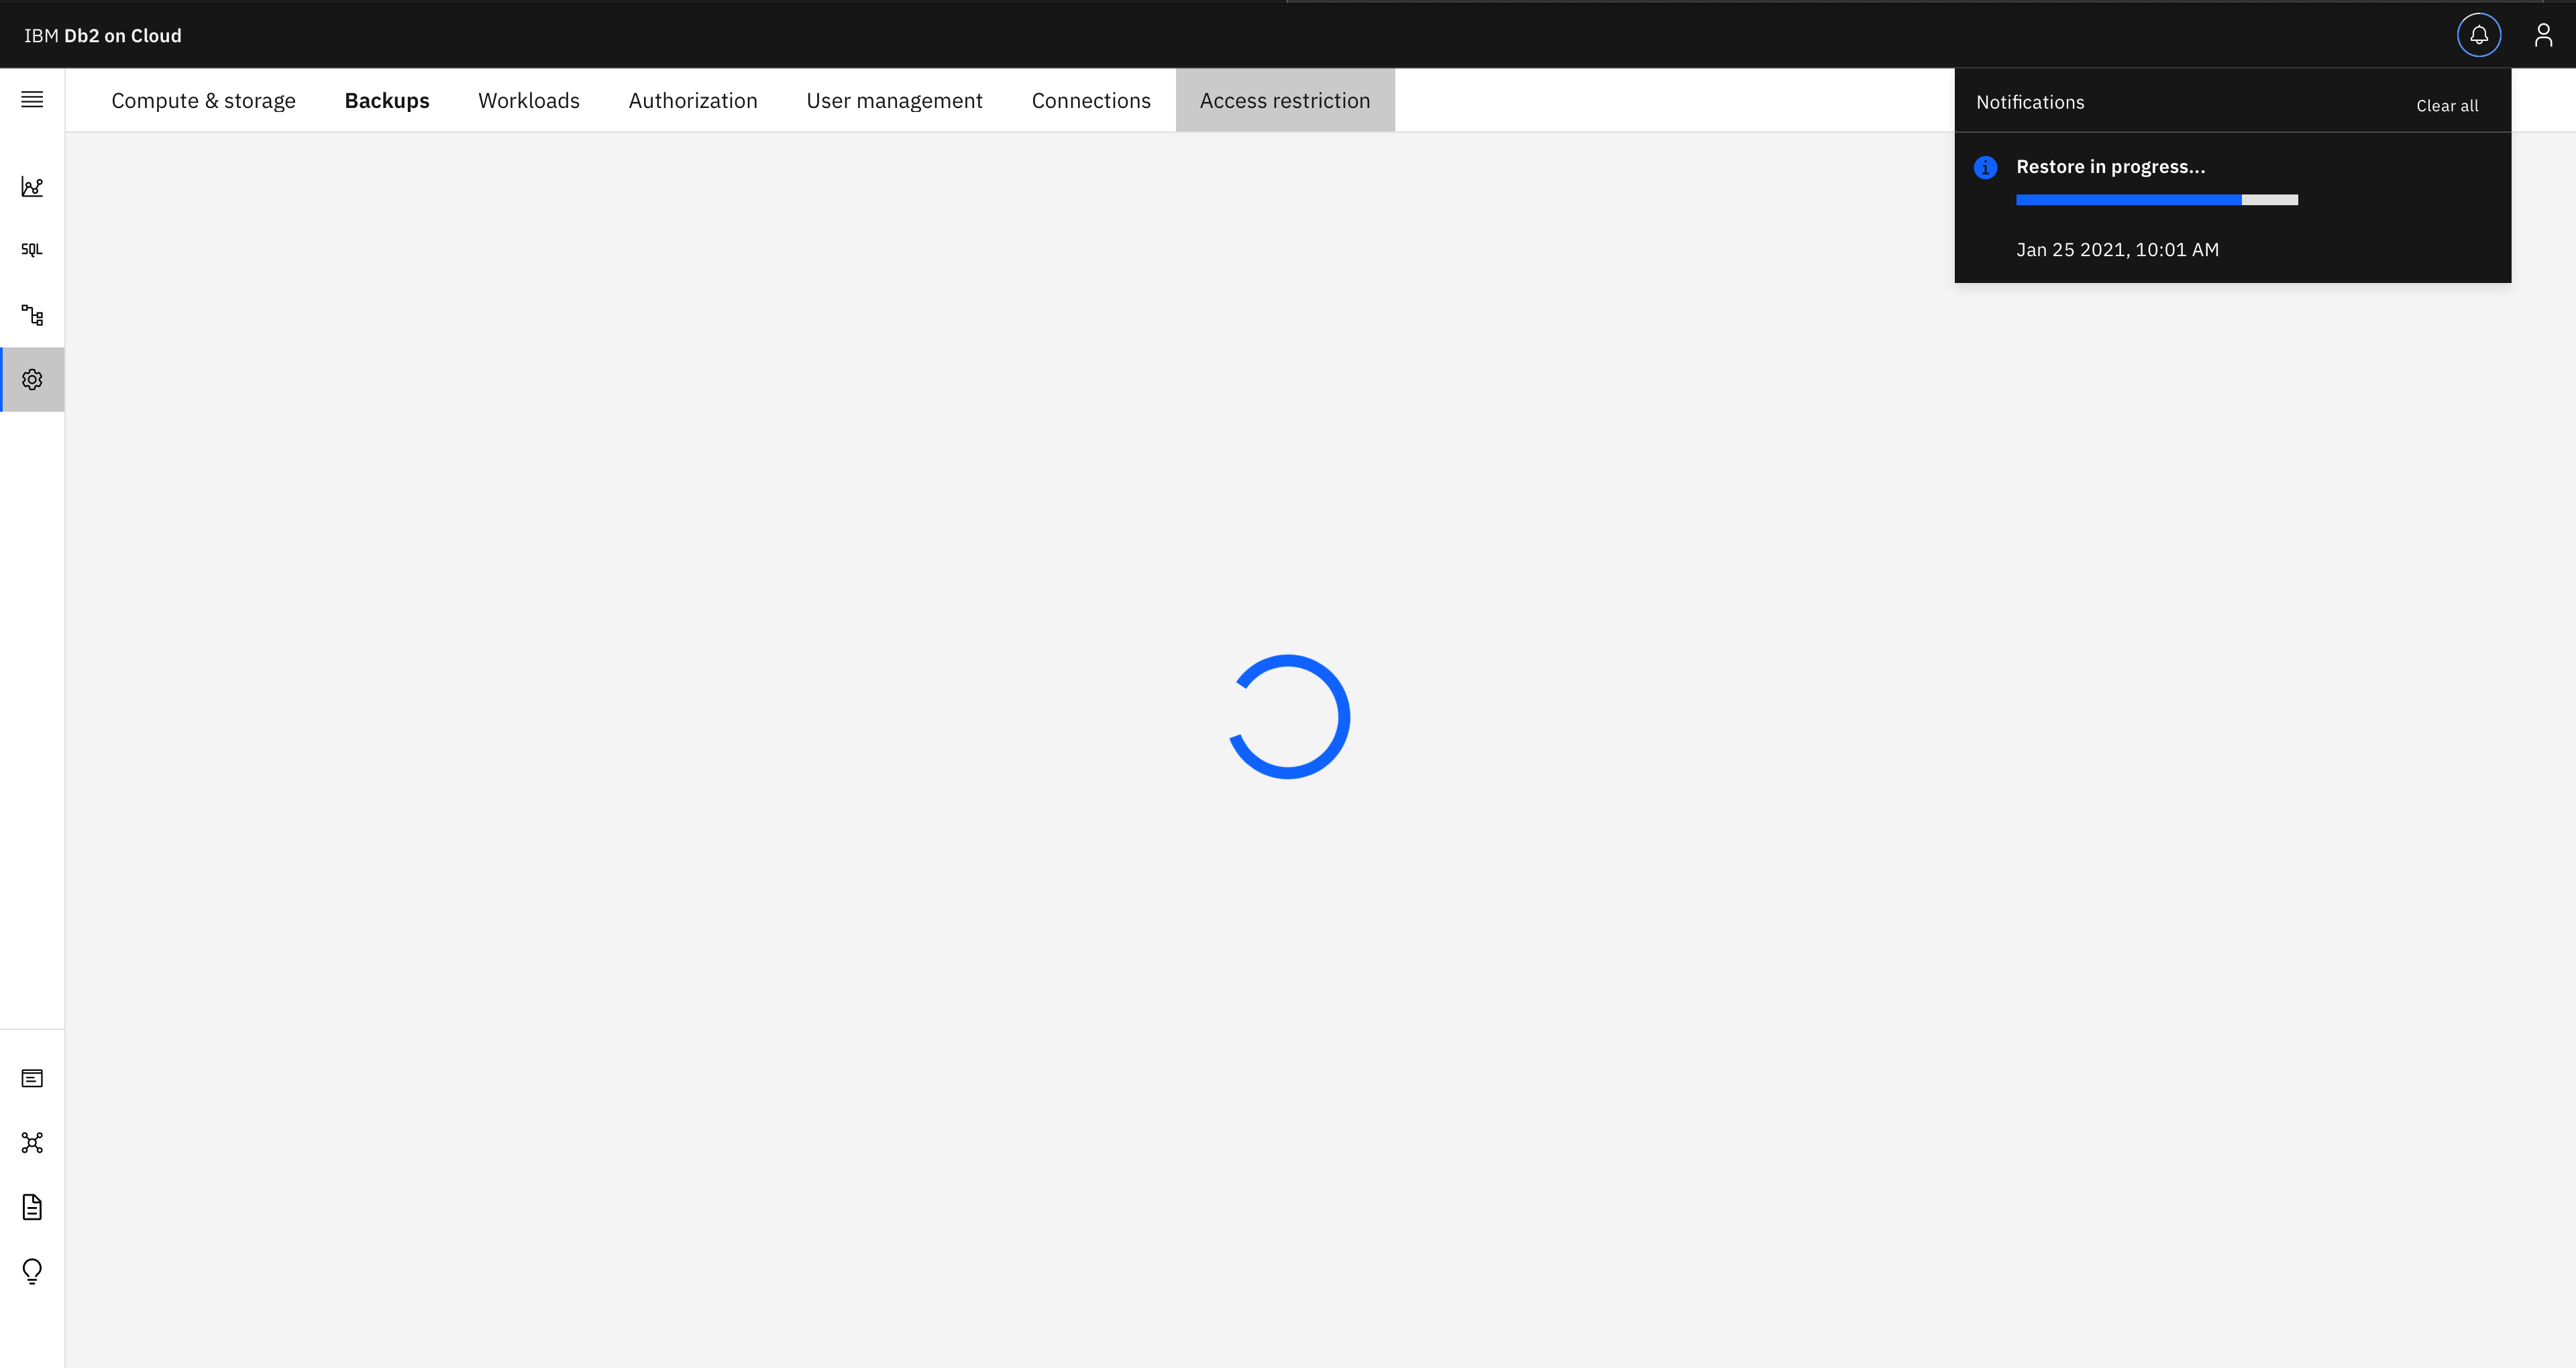 IBM Db2 on Cloud
Compute & storage
Backups
Workloads
Authorization
User management
Connections
Access restriction
Notifications
Clear all
Restore in progress...
Jan 25 2021, 10:01 AM
SQL